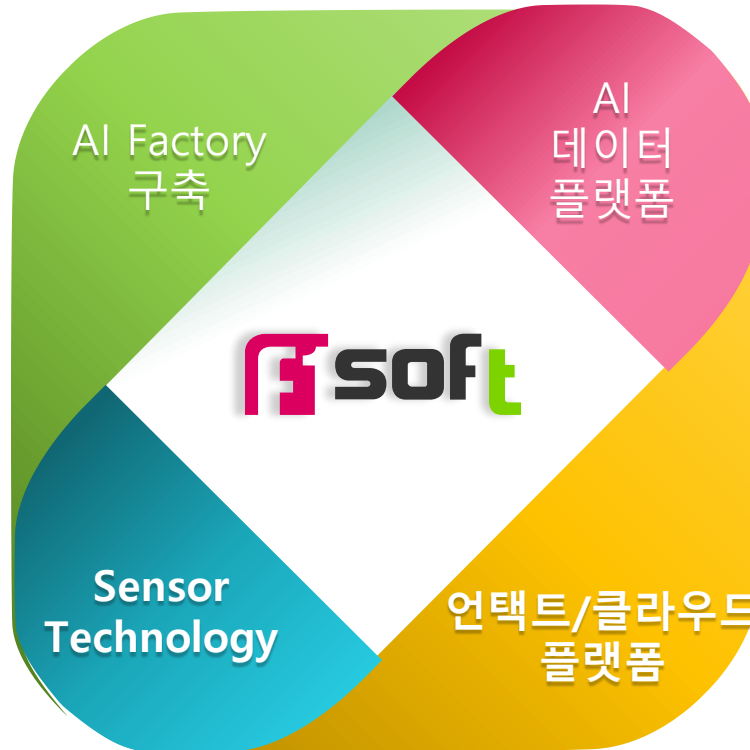 AI Factory
구축
AI
데이터
플랫폼
F1soft
Sensor
Technology
언택트/클라우드
플랫폼